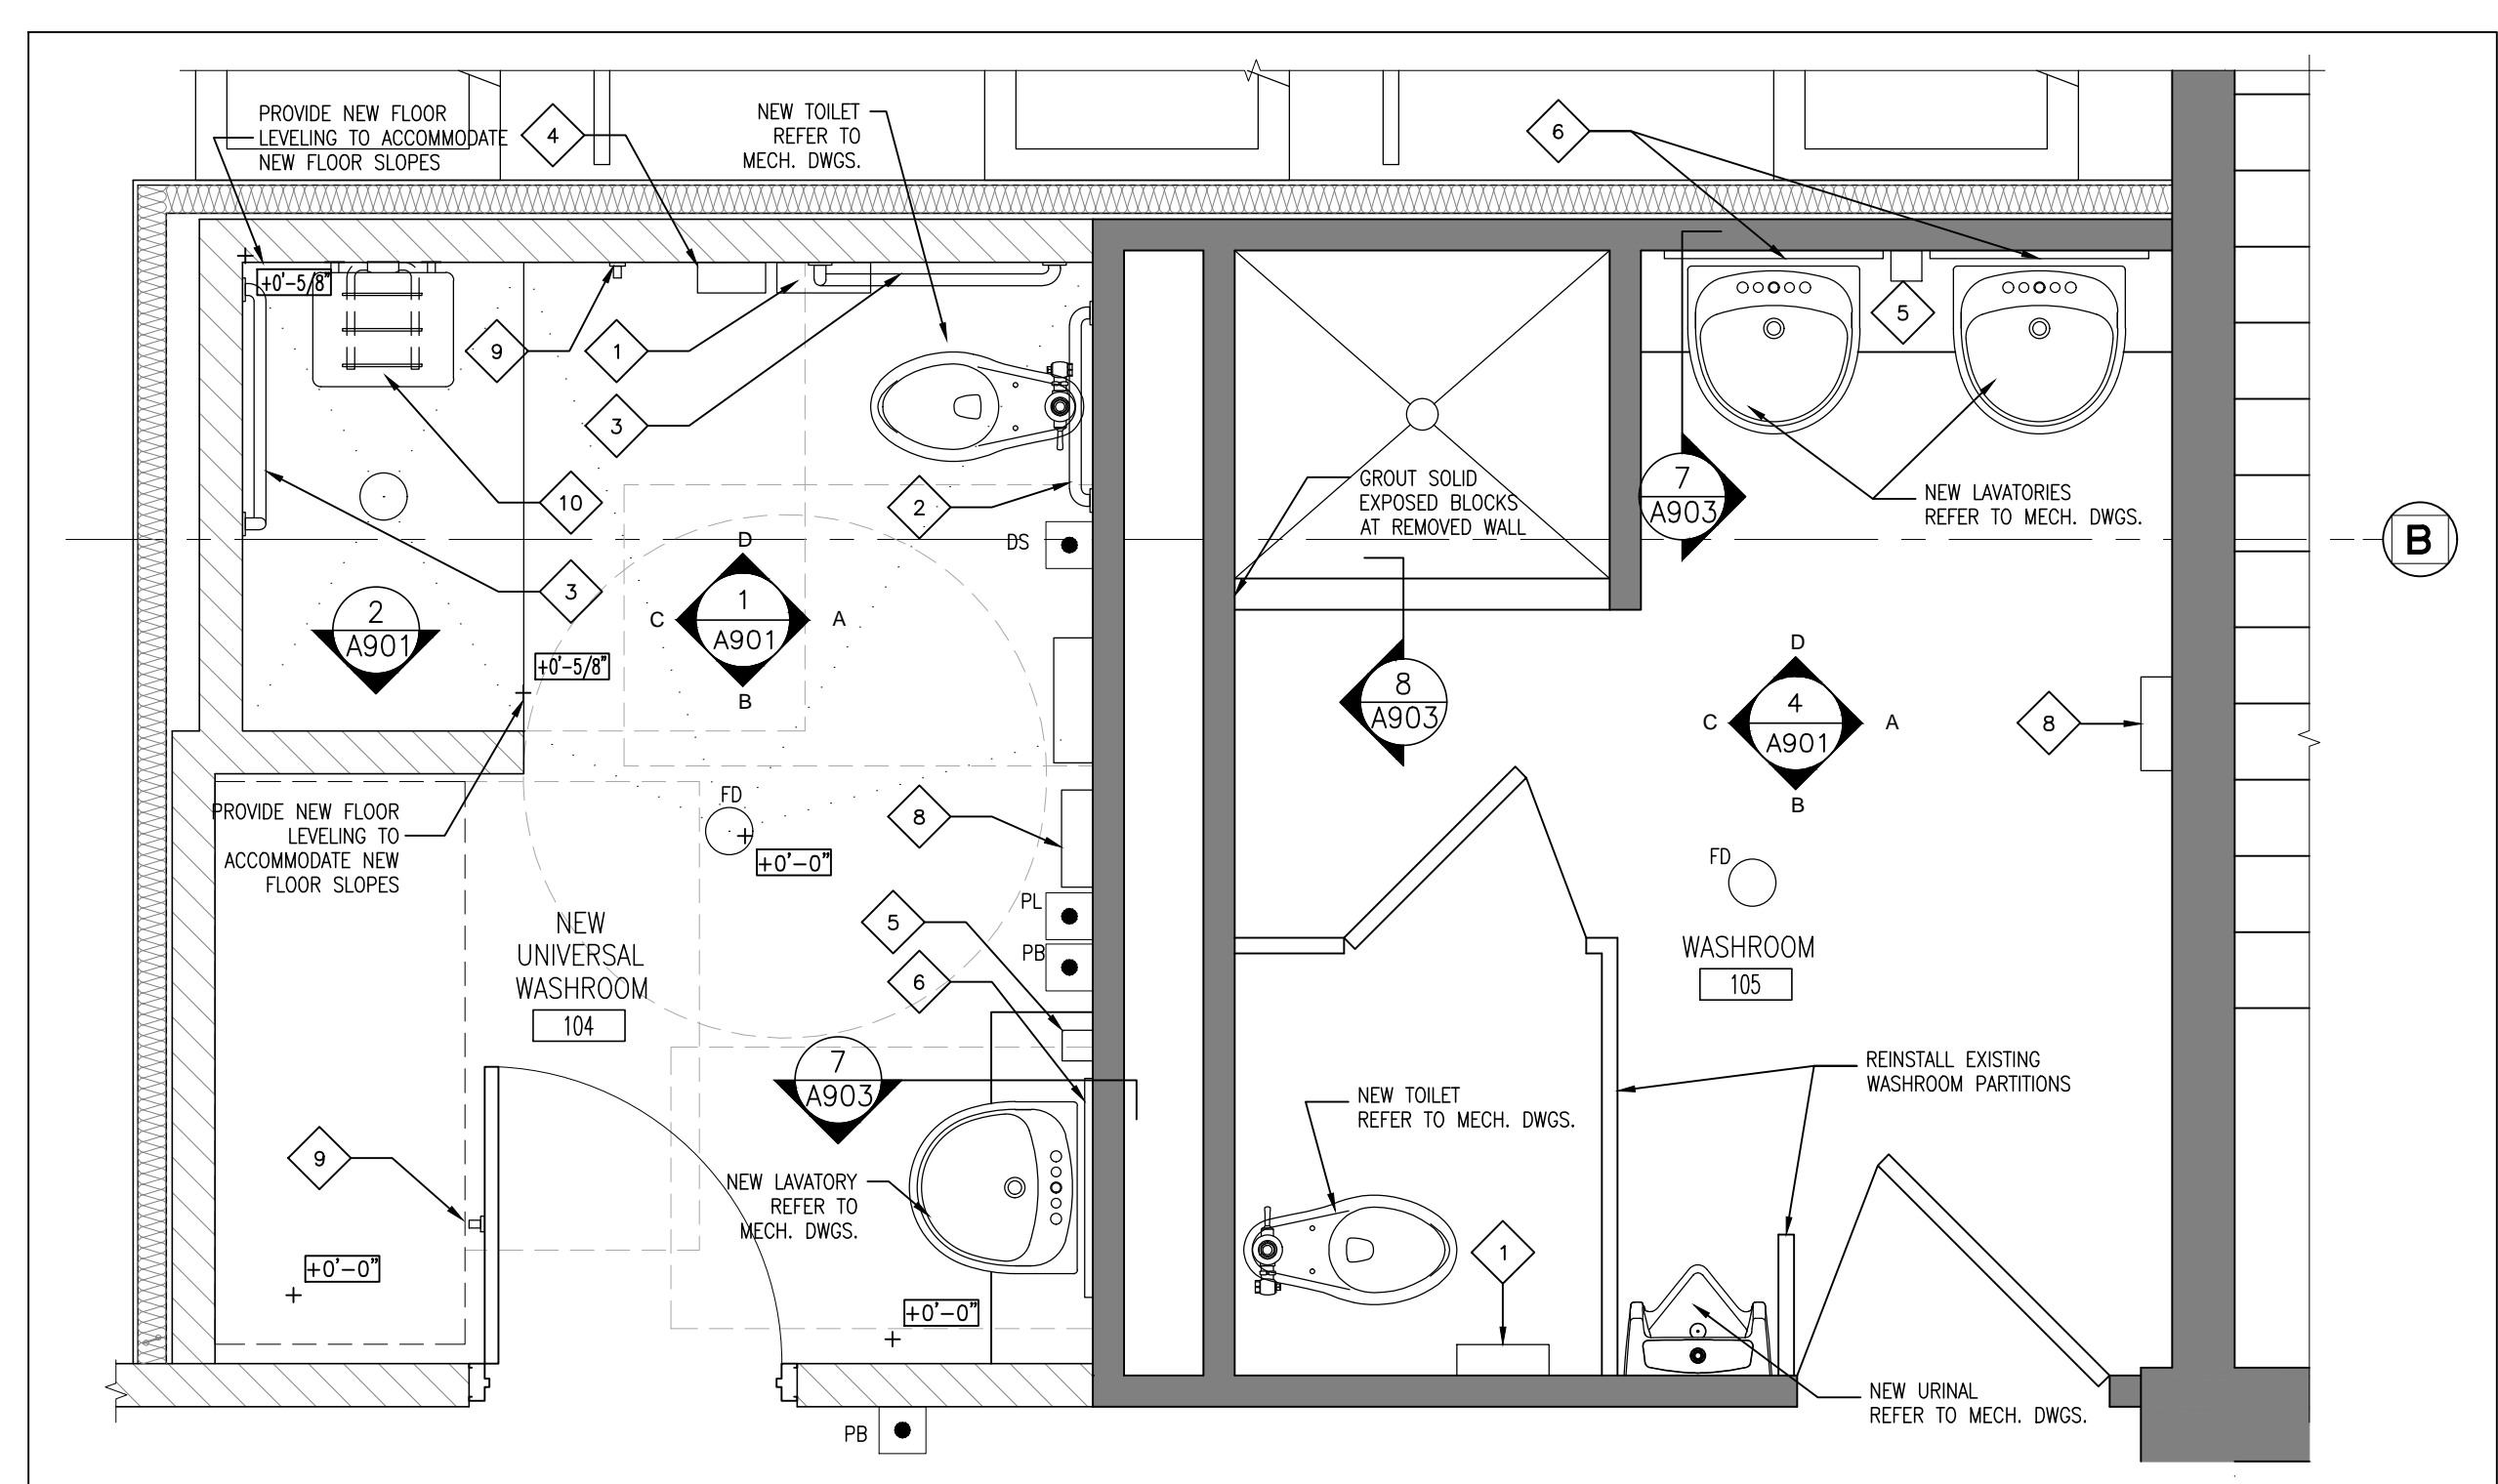 PROVIDE NEW FLOOR
LEVELING TO ACCOMMODATE
NEW FLOOR SLOPES
4
NEW TOILET
REFER TO
MECH. DWGS.
6
+0'-5/8"
9
1
3
5
10
2
GROUT SOLID
EXPOSED BLOCKS
AT REMOVED WALL
7
A903
NEW LAVATORIES
REFER TO MECH. DWGS.
B
DS
3
2
A901
D
C
1
A901
A
B
+0'-5/8"
8
A903
D
C
4
A901
A
B
8
PROVIDE NEW FLOOR
LEVELING TO
ACCOMMODATE NEW
FLOOR SLOPES
FD
+0'-0"
8
FD
PL
5
PB
6
NEW
UNIVERSAL
WASHROOM
104
WASHROOM
105
7
A903
REINSTALL EXISTING
WASHROOM PARTITIONS
NEW TOILET
REFER TO MECH. DWGS.
9
NEW LAVATORY
REFER TO
MECH. DWGS.
1
+0'-0"
+0'-0"
NEW URINAL
REFER TO MECH. DWGS.
PB